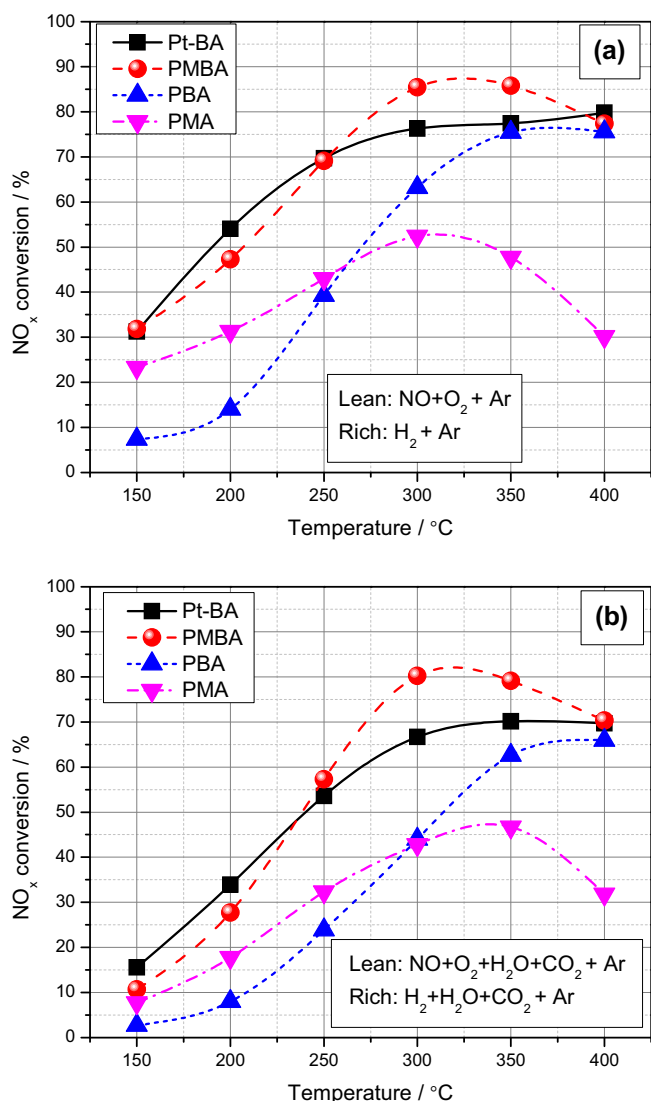 (a)
Pt-BA
PMBA
PBA
PMA
100
90
80
70
60
50
40
30
20
10
0
NOx conversion / %
Lean: NO+O2 + Ar
Rich: H2 + Ar
150 200 250 300 350 400
Temperature / °C
(b)
Pt-BA
PMBA
PBA
PMA
100
90
80
70
60
50
40
30
20
10
0
NOx conversion / %
Lean: NO+O2+H2O+CO2 + Ar
Rich: H2+H2O+CO2 + Ar
150 200 250 300 350 400
Temperature / °C